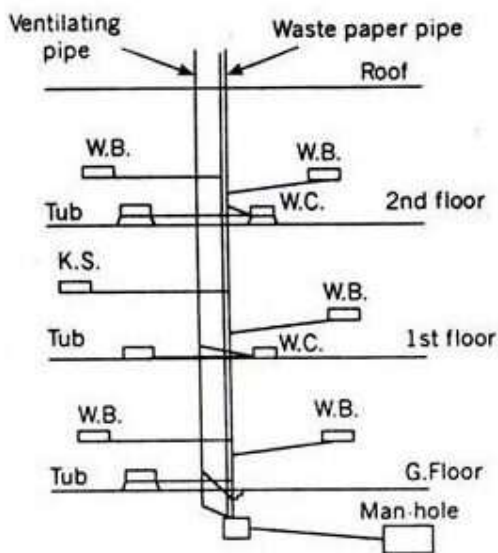 Ventilating
pipe
Waste paper pipe
Roof
W.B.
W.B.
Tub
W.C.
2nd floor
K.S.
W.B.
Tub
W.C.
1st floor
W.B.
W.B.
Tub
G.Floor
Man-hole